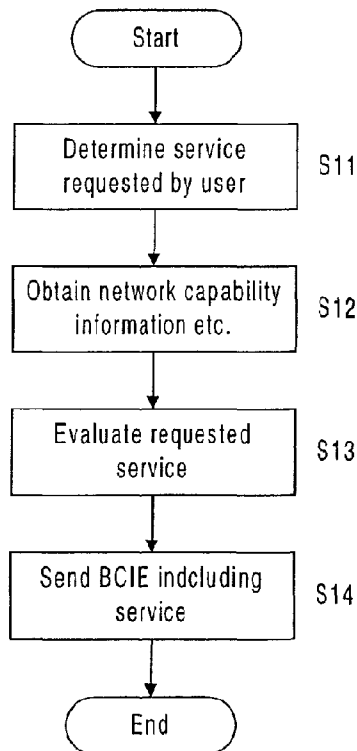 Start
Determine service
requested by user
S11
Obtain network capability
information etc.
S12
Evaluate requested
service
S13
Send BCIE indcluding
service
S14
End